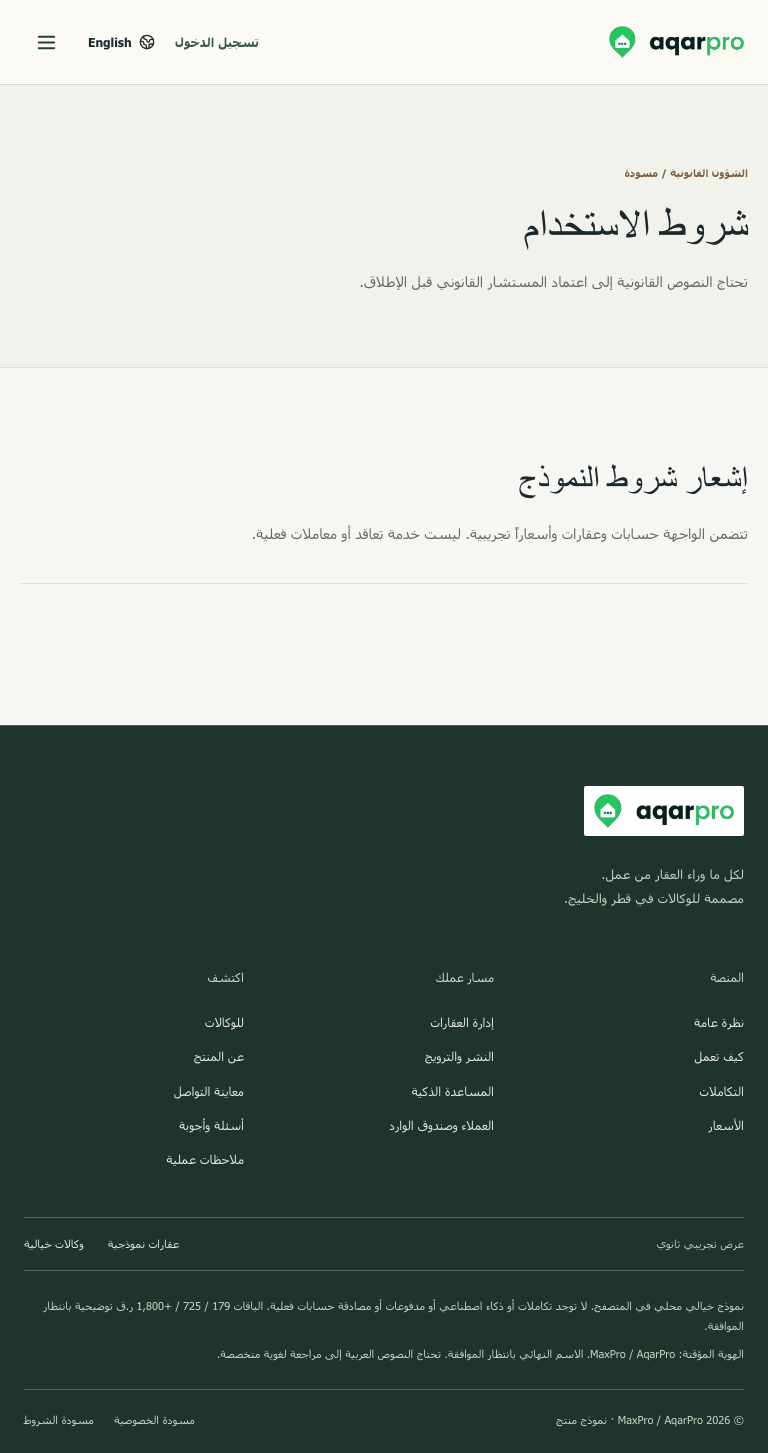 aqarpro
تسجيل الدخول
English
الشؤون القانونية / مسودة
شروط الاستخدام
تحتاج النصوص القانونية إلى اعتماد المستشار القانوني قبل الإطلاق.
إشعار شروط النموذج
تتضمن الواجهة حسابات وعقارات وأسعاراً تجريبية. ليست خدمة تعاقد أو معاملات فعلية.
aqarpro
لكل ما وراء العقار من عمل.
مصممة للوكالات في قطر والخليج.
المنصة
نظرة عامة
كيف تعمل
التكاملات
الأسعار
مسار عملك
إدارة العقارات
النشر والترويج
المساعدة الذكية
العملاء وصندوق الوارد
اكتشف
للوكالات
عن المنتج
معاينة التواصل
أسئلة وأجوبة
ملاحظات عملية
عرض تجريبي ثانوي
عقارات نموذجية
وكالات خيالية
نموذج خيالي محلي في المتصفح. لا توجد تكاملات أو ذكاء اصطناعي أو مدفوعات أو مصادقة حسابات فعلية. الباقات 179 / 725 / +1,800 ر.ق توضيحية بانتظار
الموافقة.
الهوية المؤقتة: MaxPro / AqarPro. الاسم النهائي بانتظار الموافقة. تحتاج النصوص العربية إلى مراجعة لغوية متخصصة.
© 2026 MaxPro / AqarPro · نموذج منتج
مسودة الخصوصية
مسودة الشروط